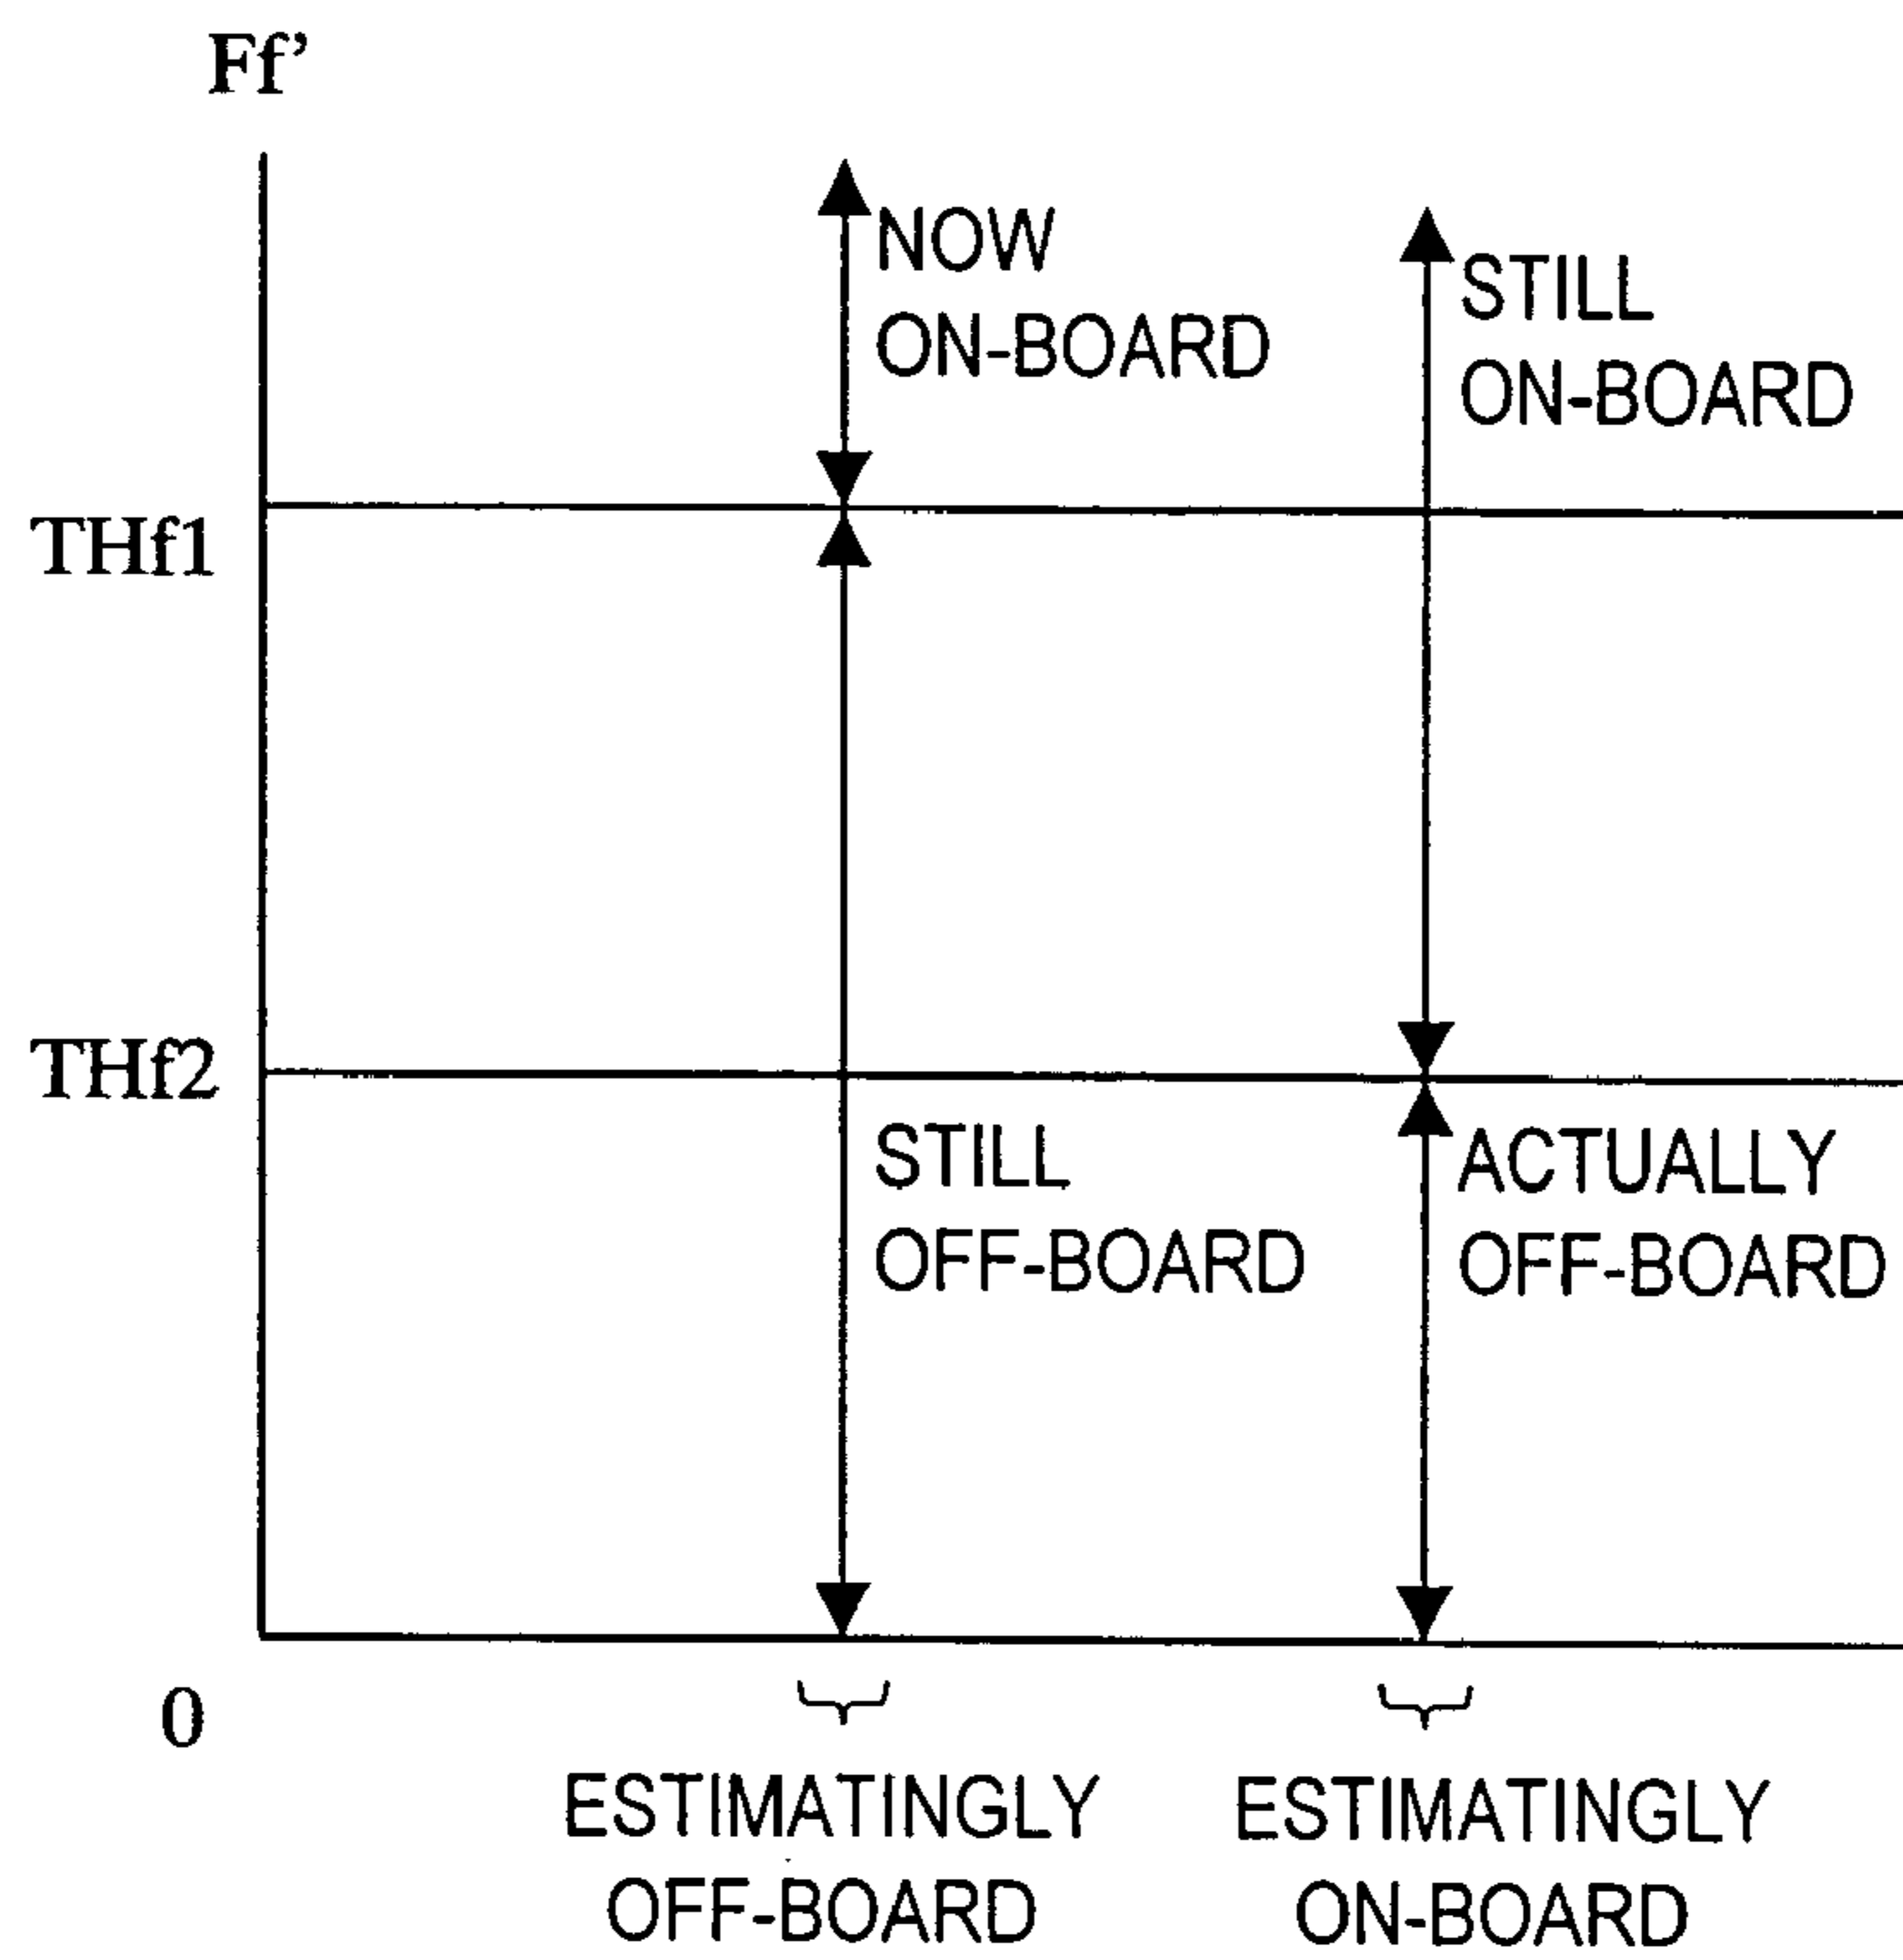 Ff’
NOW
ON-BOARD
STILL
ON-BOARD
THf1
THf2
STILL
OFF-BOARD
ACTUALLY
OFF-BOARD
0
ESTIMATINGLY
OFF-BOARD
ESTIMATINGLY
ON-BOARD